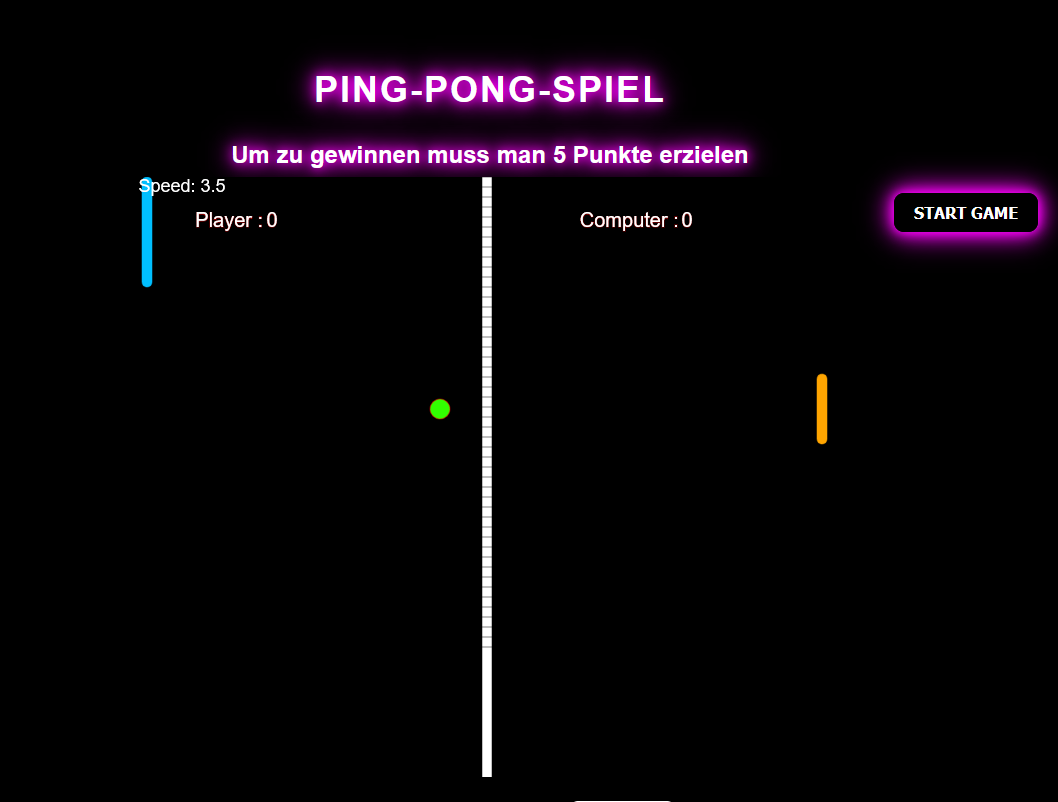 PING-PONG-SPIEL
Um zu gewinnen muss man 5 Punkte erzielen
Speed: 3.5
Player : 0
Computer : 0
START GAME